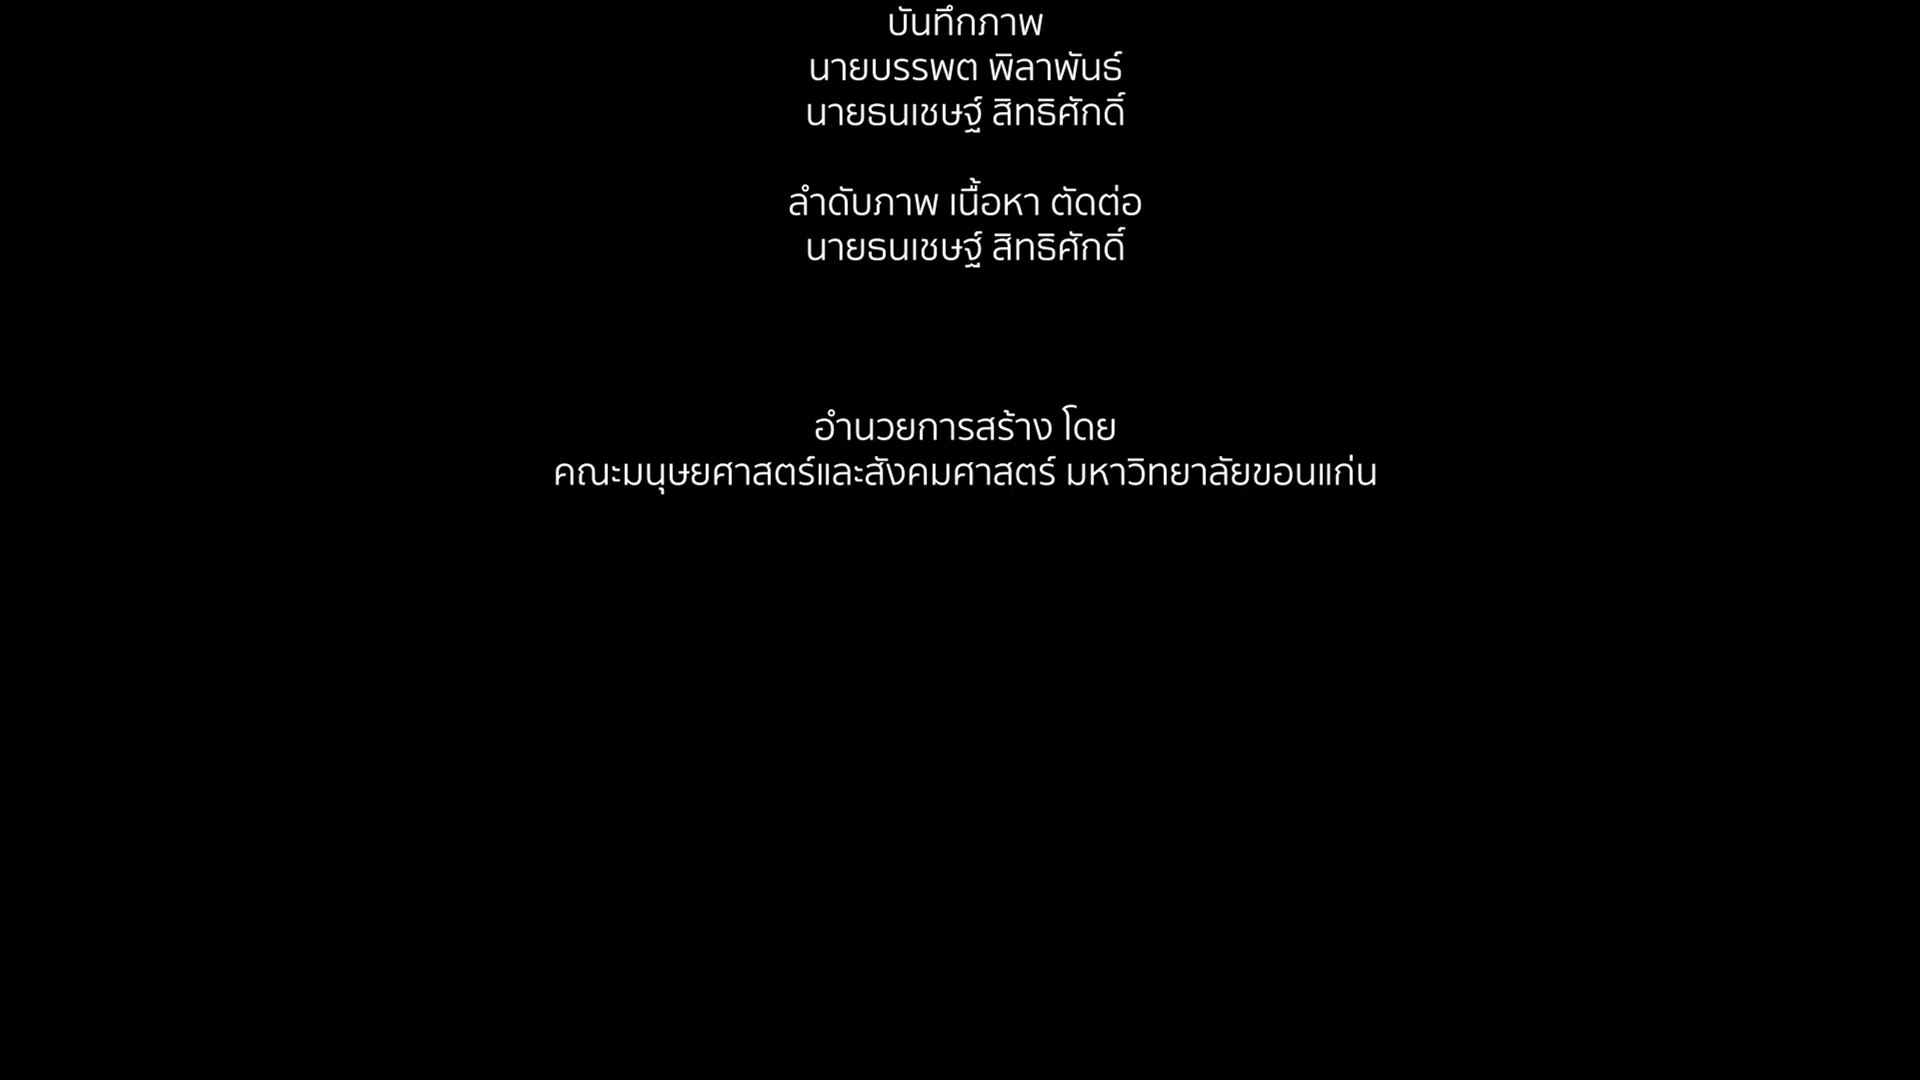 บันทึกภาพ
นายบรรพต พิลาพันธ์
นายธนเชษฐ์ สิทธิศักดิ์
ลำดับภาพ เนื้อหา ตัดต่อ
นายธนเชษฐ์ สิทธิศักดิ์
อำนวยการสร้าง โดย
คณะมนุษยศาสตร์และสังคมศาสตร์ มหาวิทยาลัยขอนแก่น